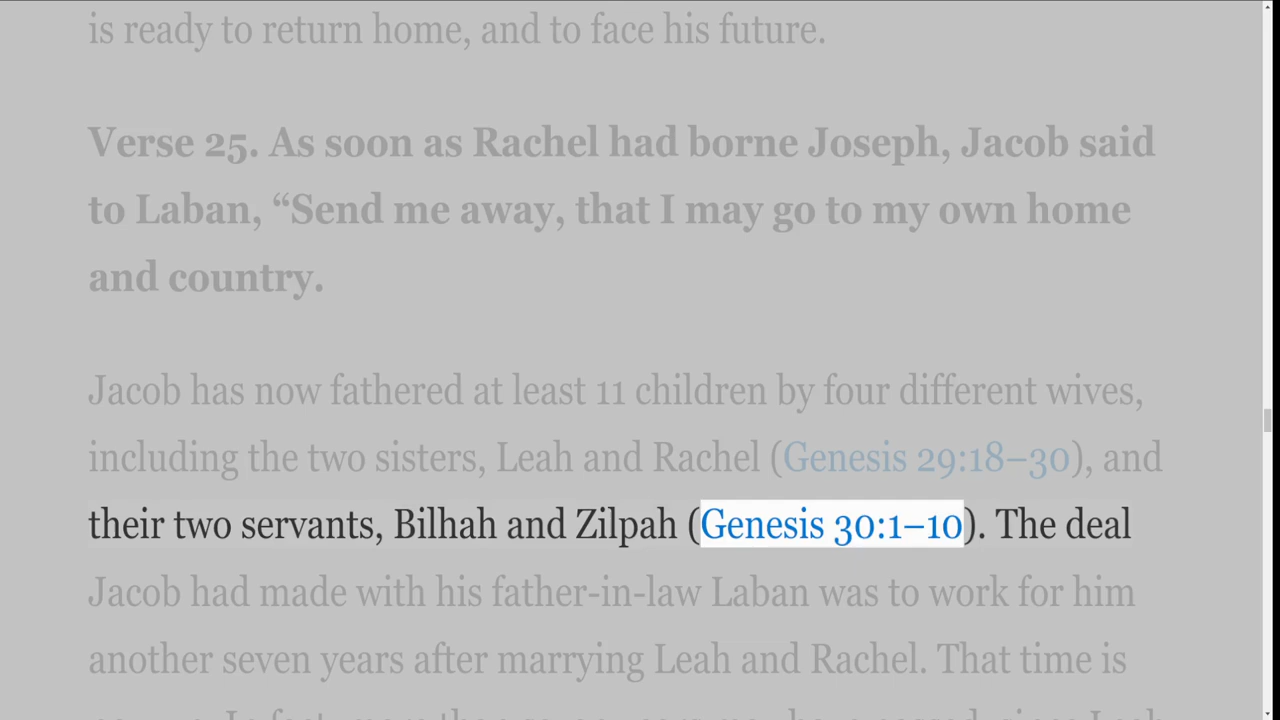 is ready to return home, and to face his future.
Verse 25. As soon as Rachel had borne Joseph, Jacob said
to Laban, “Send me away, that I may go to my own home
and country.
Jacob has now fathered at least 11 children by four different wives,
including the two sisters, Leah and Rachel (Genesis 29:18–30), and
their two servants, Bilhah and Zilpah (Genesis 30:1–10). The deal
Jacob had made with his father-in-law Laban was to work for him
another seven years after marrying Leah and Rachel. That time is